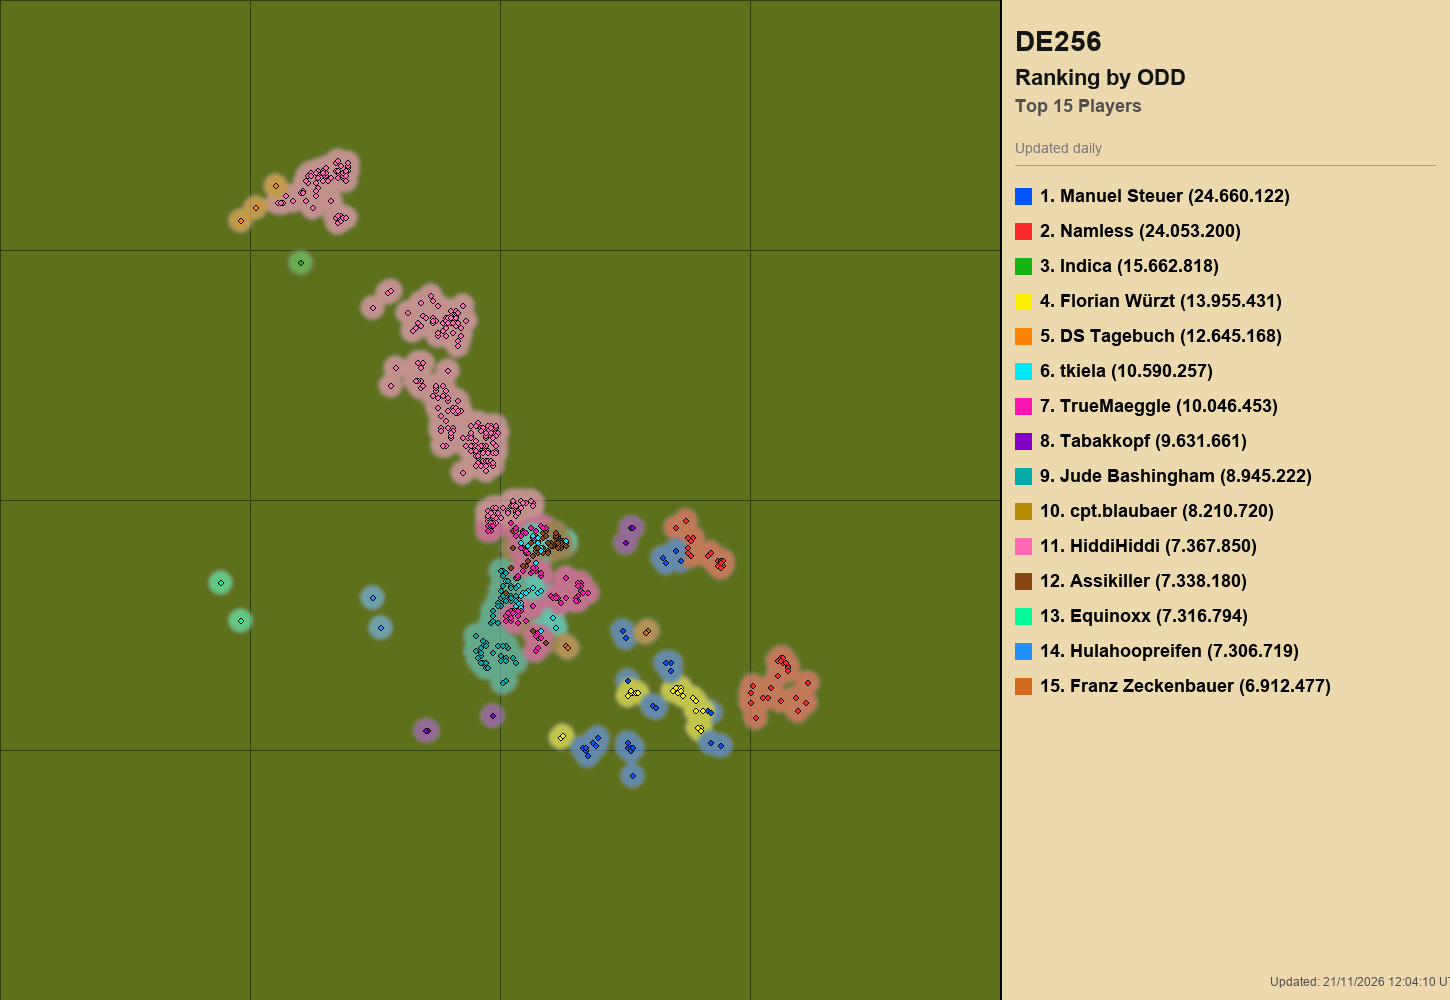 DE256
Ranking by ODD
Top 15 Players
Updated daily
1. Manuel Steuer (24.660.122)
2. Namless (24.053.200)
3. Indica (15.662.818)
4. Florian Würzt (13.955.431)
5. DS Tagebuch (12.645.168)
6. tkiela (10.590.257)
7. TrueMaeggle (10.046.453)
8. Tabakkopf (9.631.661)
9. Jude Bashingham (8.945.222)
10. cpt.blaubaer (8.210.720)
11. HiddiHiddi (7.367.850)
12. Assikiller (7.338.180)
13. Equinoxx (7.316.794)
14. Hulahoopreifen (7.306.719)
15. Franz Zeckenbauer (6.912.477)
Updated: 21/11/2026 12:04:10